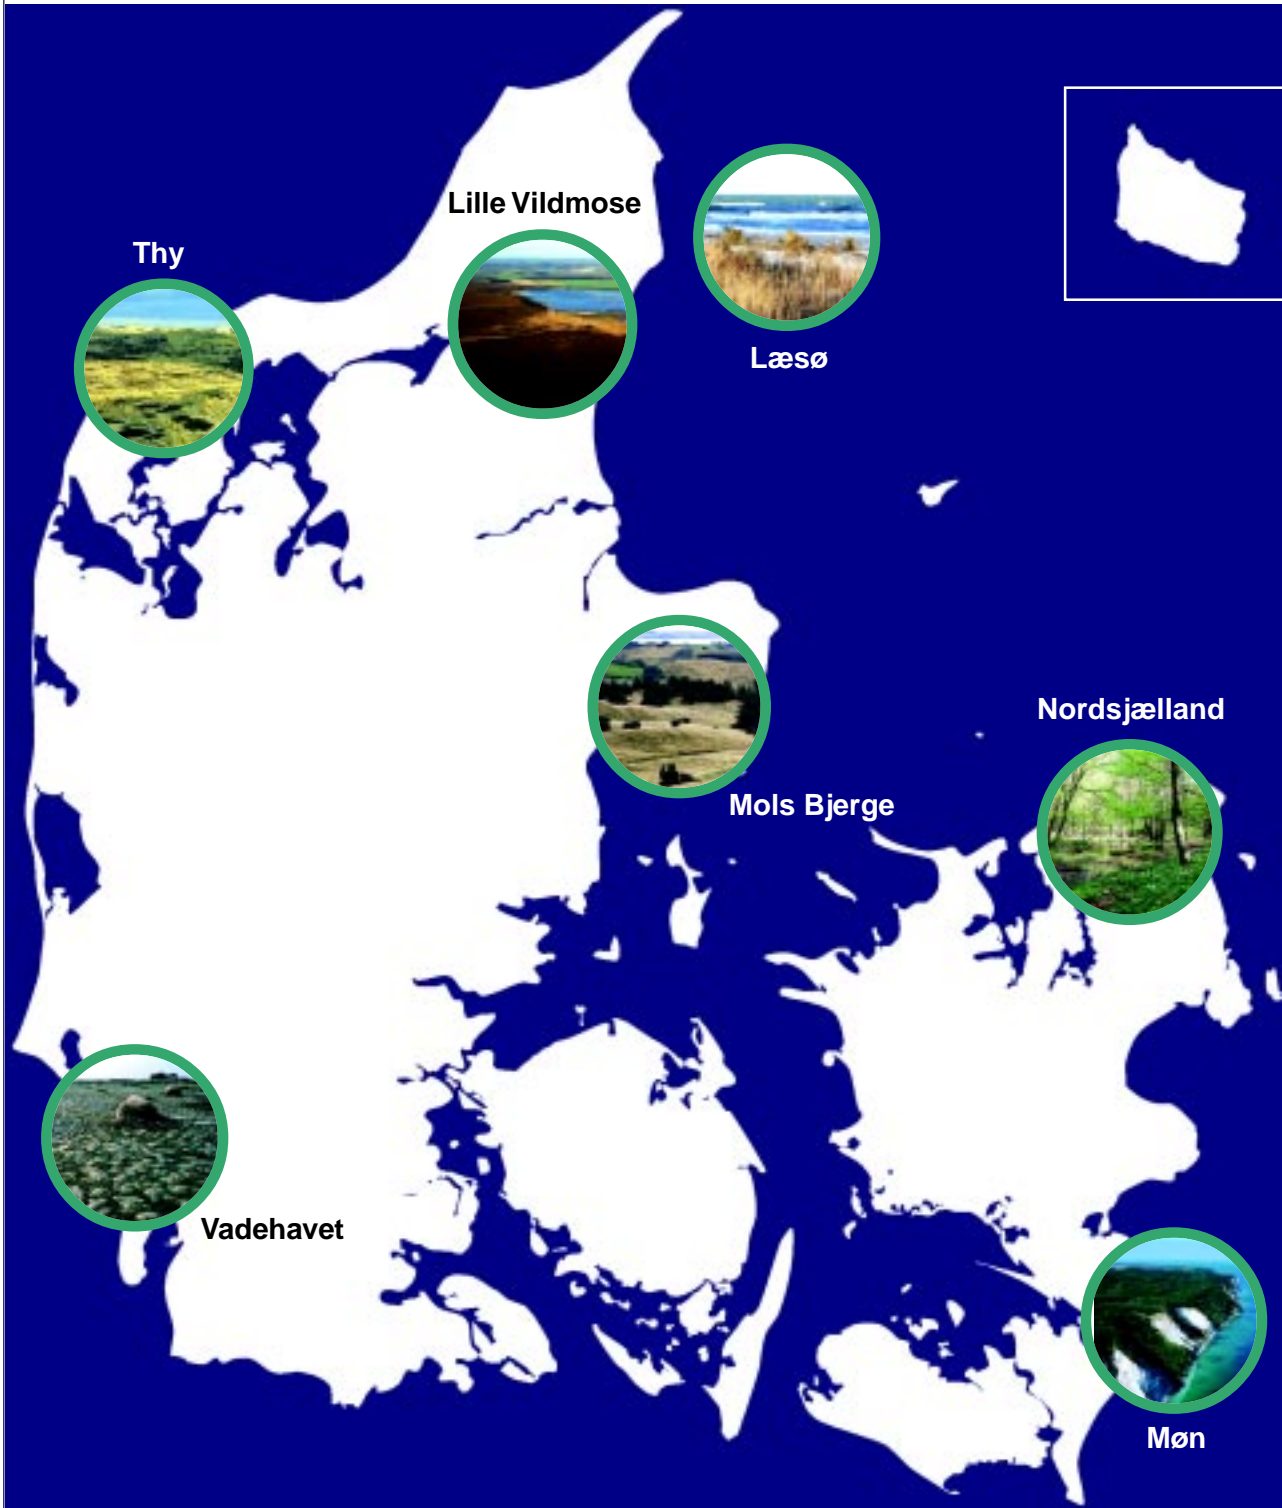 Lille Vildmose
Thy
Læsø
Nordsjælland
Mols Bjerge
Vadehavet
Møn